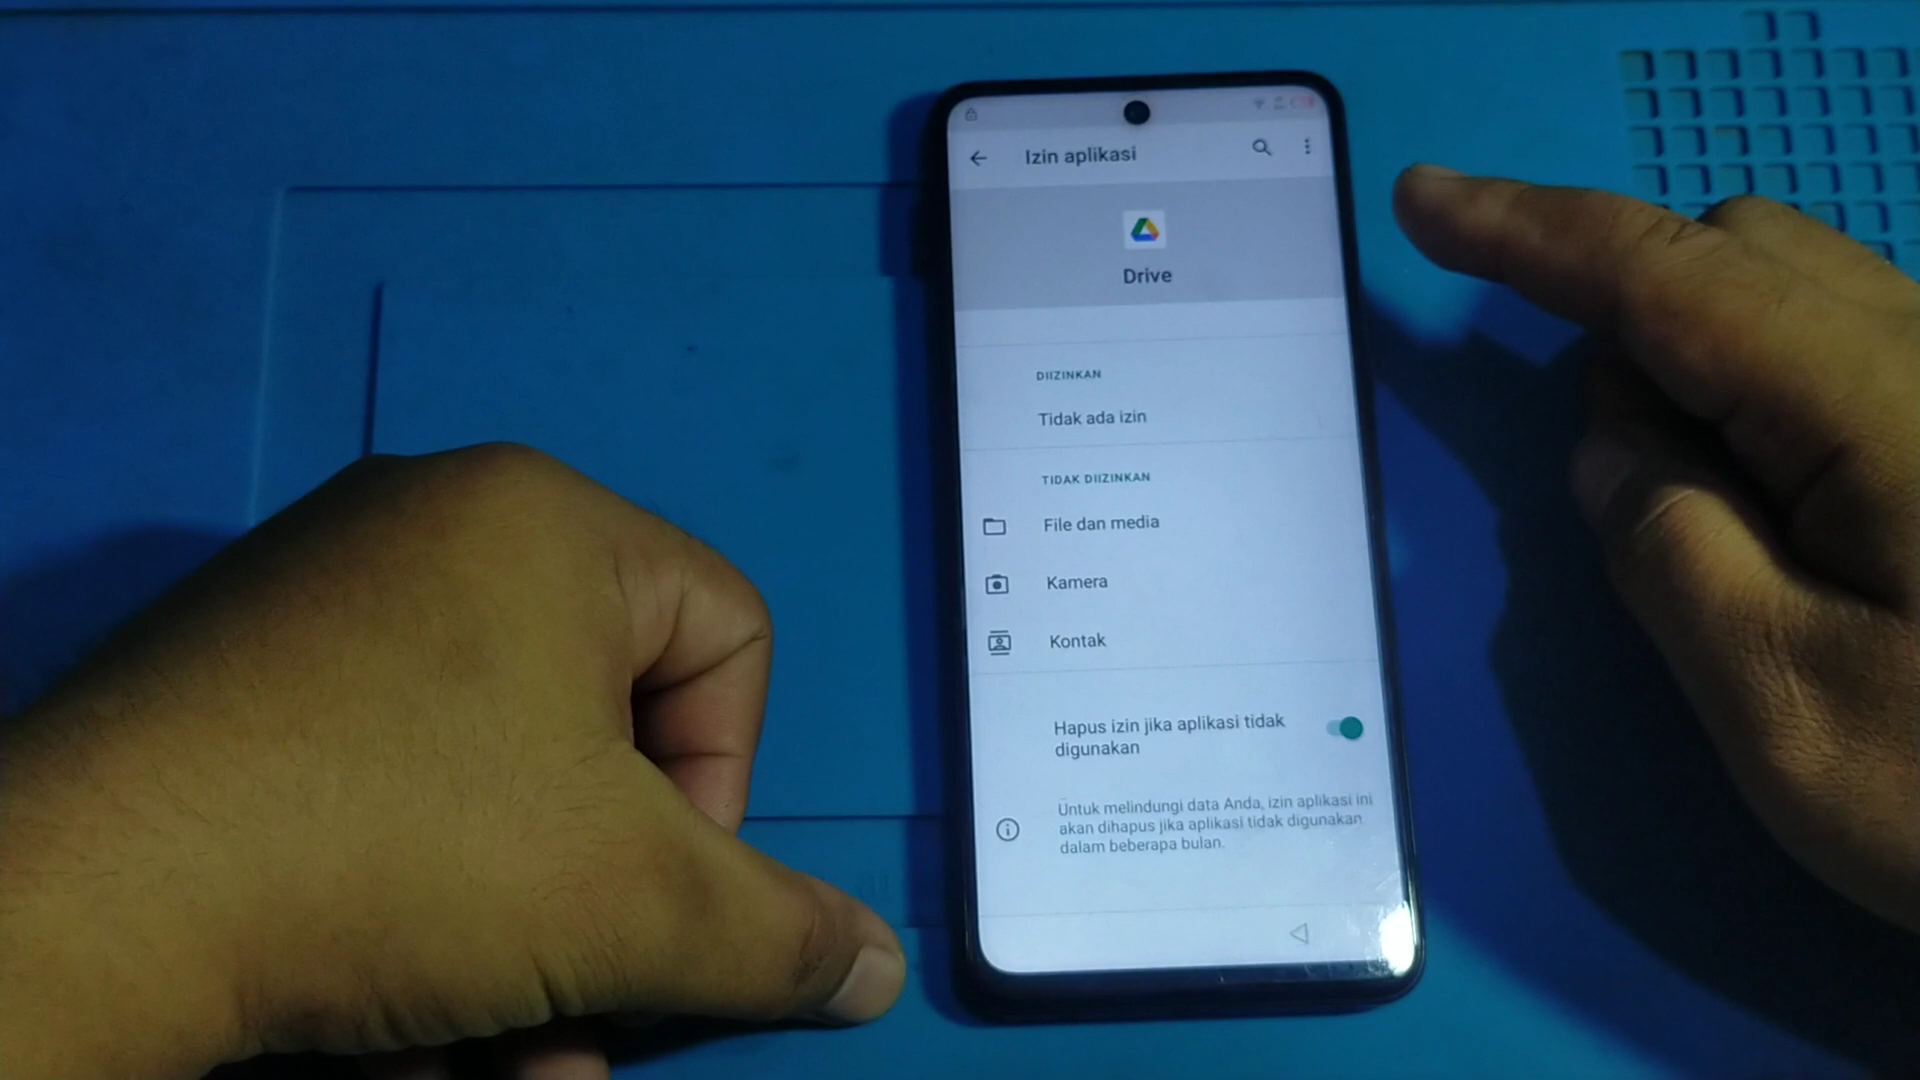 Izin aplikasi
Drive
DIIZINKAN
Tidak ada izin
TIDAK DIIZINKAN
File dan media
Kamera
Kontak
Hapus izin jika aplikasi tidak
digunakan
Untuk melindungi data Anda, izin aplikasi ini
akan dihapus jika aplikasi tidak digunakan
dalam beberapa bulan.